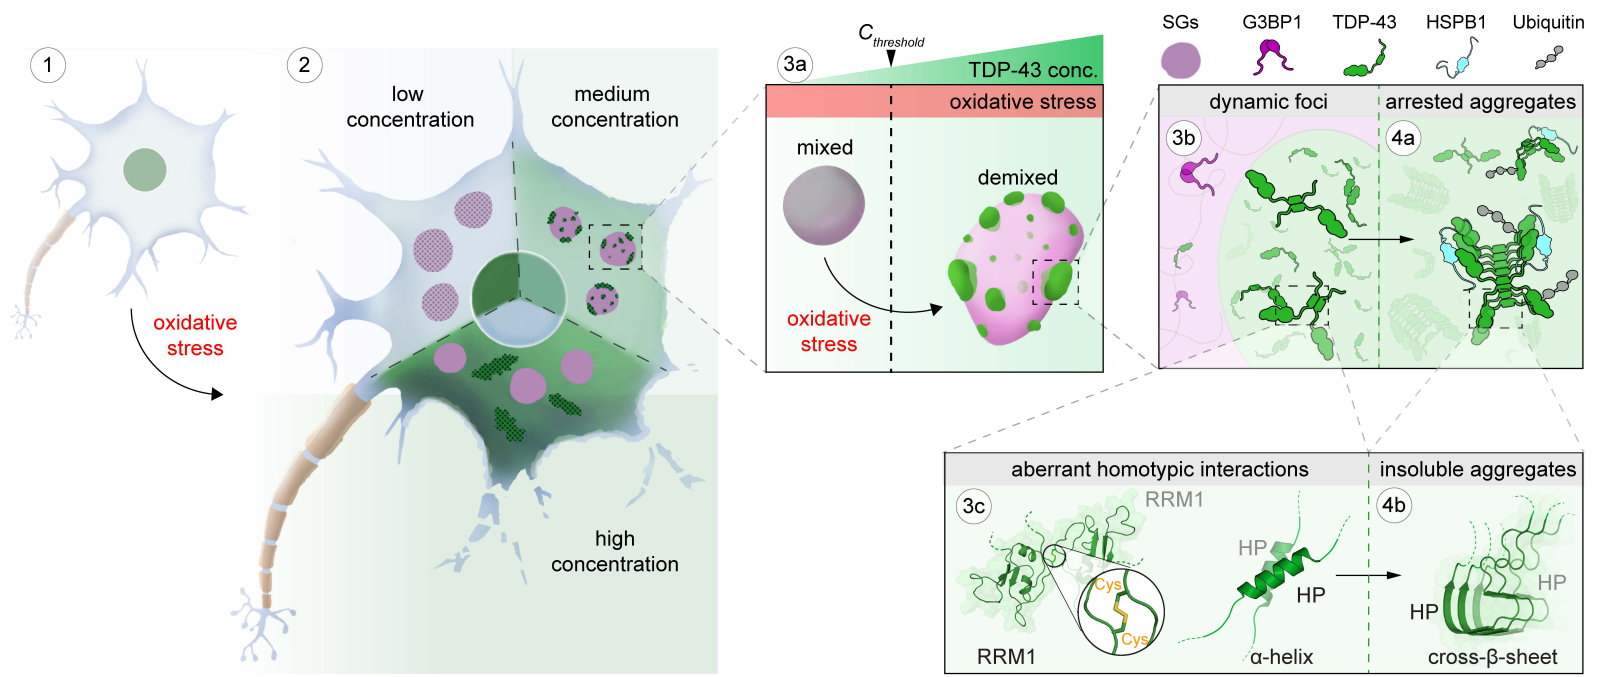 1
oxidative
stress
2
low
concentration
medium
concentration
high
concentration
3a
Cthreshold
TDP-43 conc.
oxidative stress
mixed
demixed
oxidative
stress
SGs
G3BP1
TDP-43
HSPB1
Ubiquitin
dynamic foci
arrested aggregates
3b
4a
aberrant homotypic interactions
insoluble aggregates
3c
RRM1
Cys
Cys
RRM1
HP
HP
α-helix
4b
HP
HP
cross-β-sheet